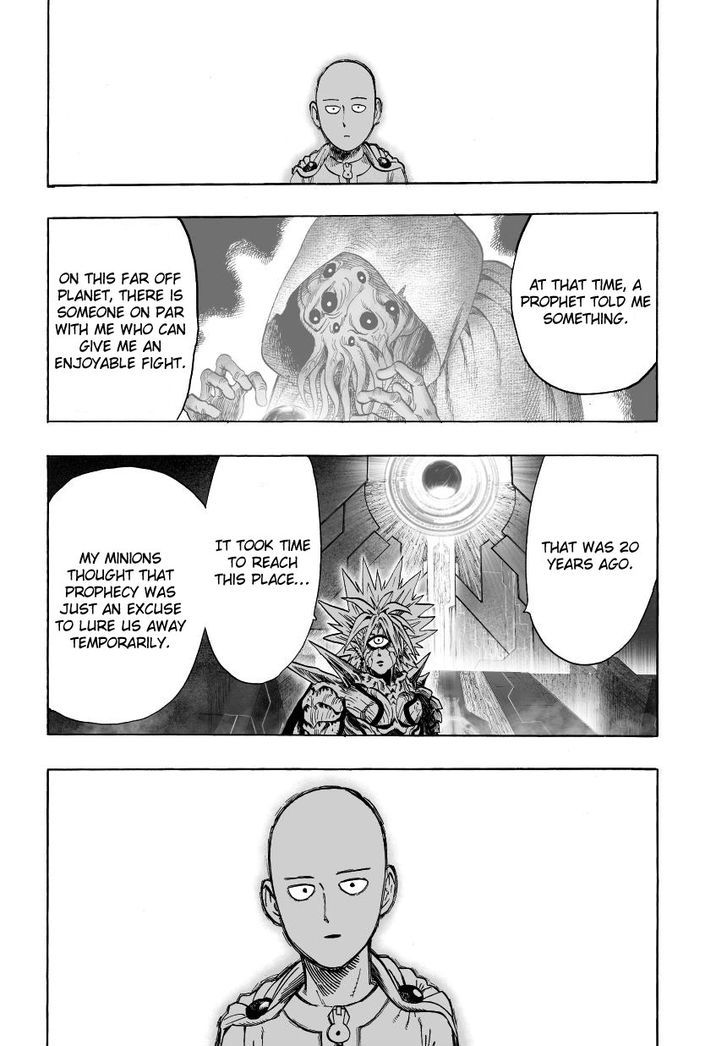 AT THAT TIME, A
PROPHET TOLD ME
SOMETHING.
ON THIS FAR OFF
PLANET, THERE IS
SOMEONE ON PAR
WITH ME WHO CAN
GIVE ME AN
ENJOYABLE FIGHT.
THAT WAS 20
YEARS AGO.
IT TOOK TIME
TO REACH
THIS PLACE...
MY MINIONS
THOUGHT THAT
PROPHECY WAS
JUST AN EXCUSE
TO LURE US AWAY
TEMPORARILY.